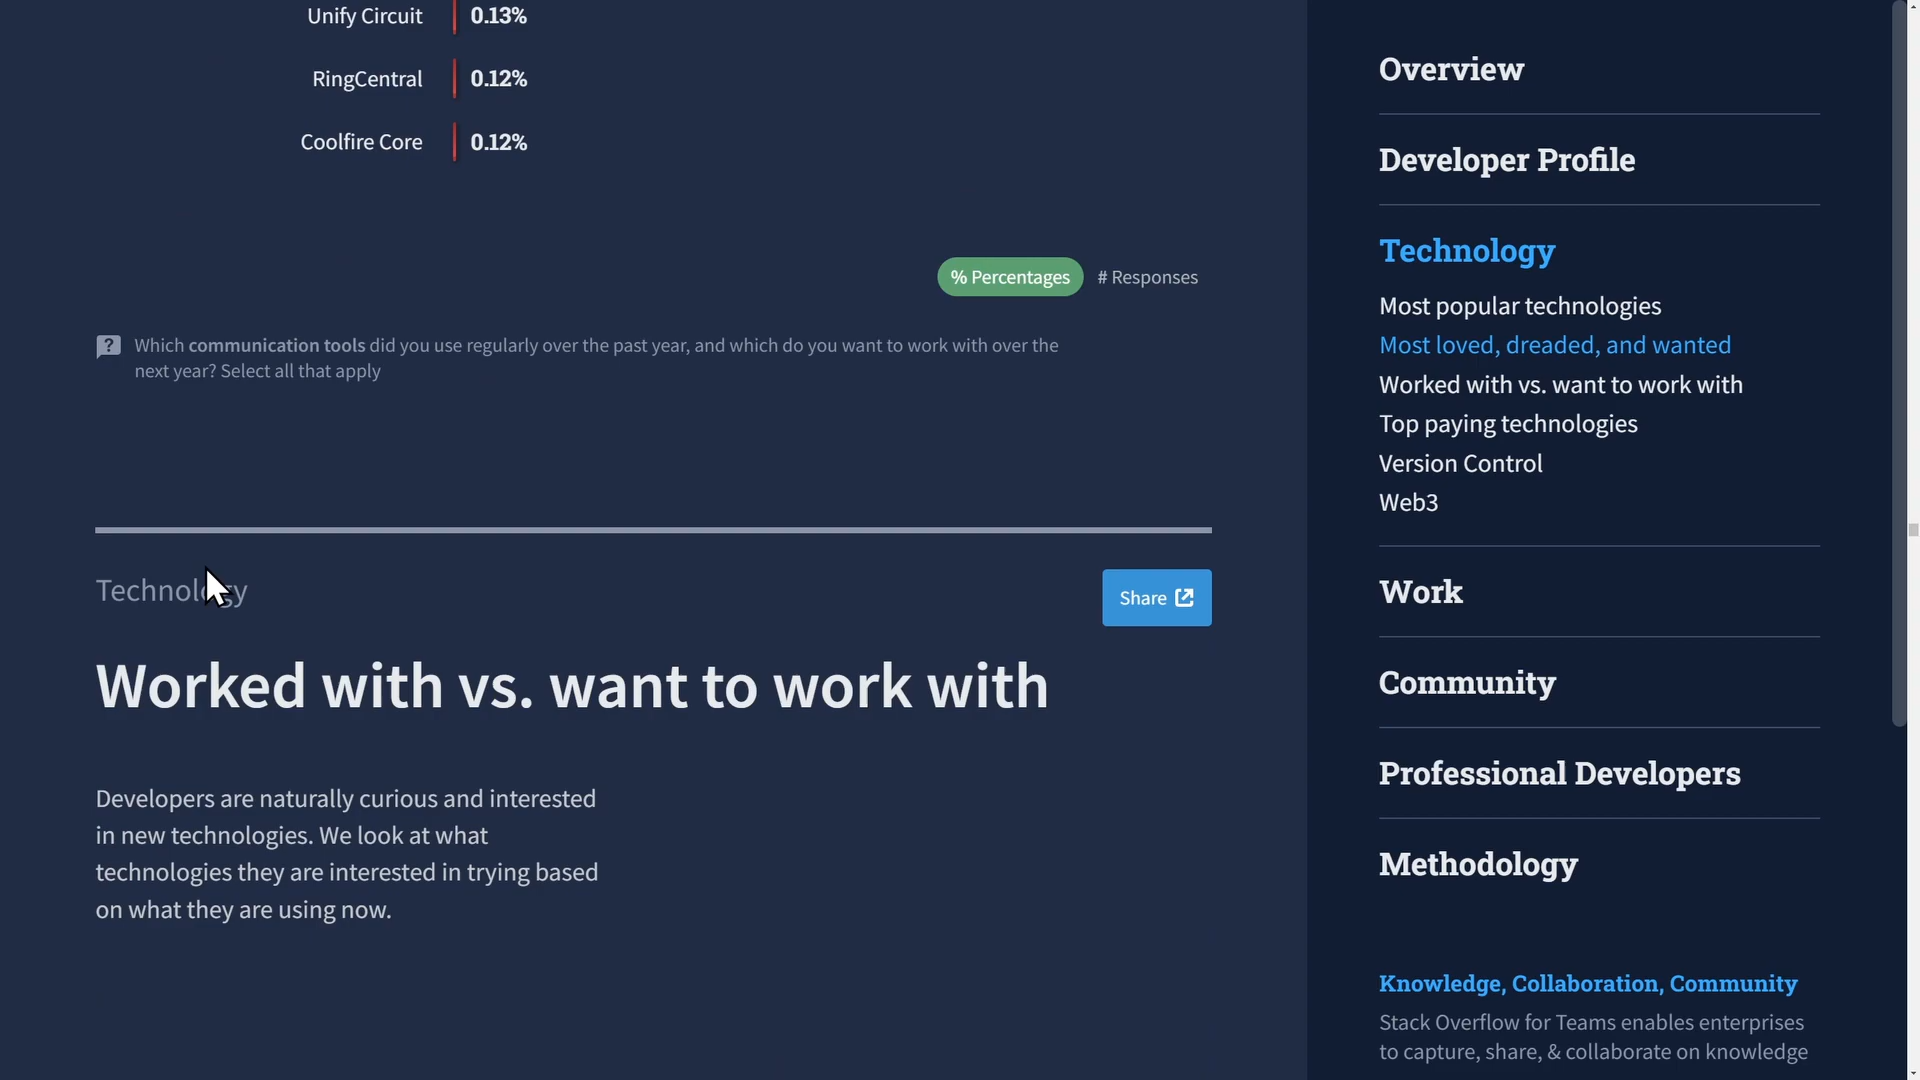 Unify Circuit 0.13%
RingCentral 0.12%
Coolfire Core 0.12%
% Percentages # Responses
? Which communication tools did you use regularly over the past year, and which do you want to work with over the
next year? Select all that apply
Technology
Share
Worked with vs. want to work with
Developers are naturally curious and interested
in new technologies. We look at what
technologies they are interested in trying based
on what they are using now.
Overview
Developer Profile
Technology
Most popular technologies
Most loved, dreaded, and wanted
Worked with vs. want to work with
Top paying technologies
Version Control
Web3
Work
Community
Professional Developers
Methodology
Knowledge, Collaboration, Community
Stack Overflow for Teams enables enterprises
to capture, share, & collaborate on knowledge